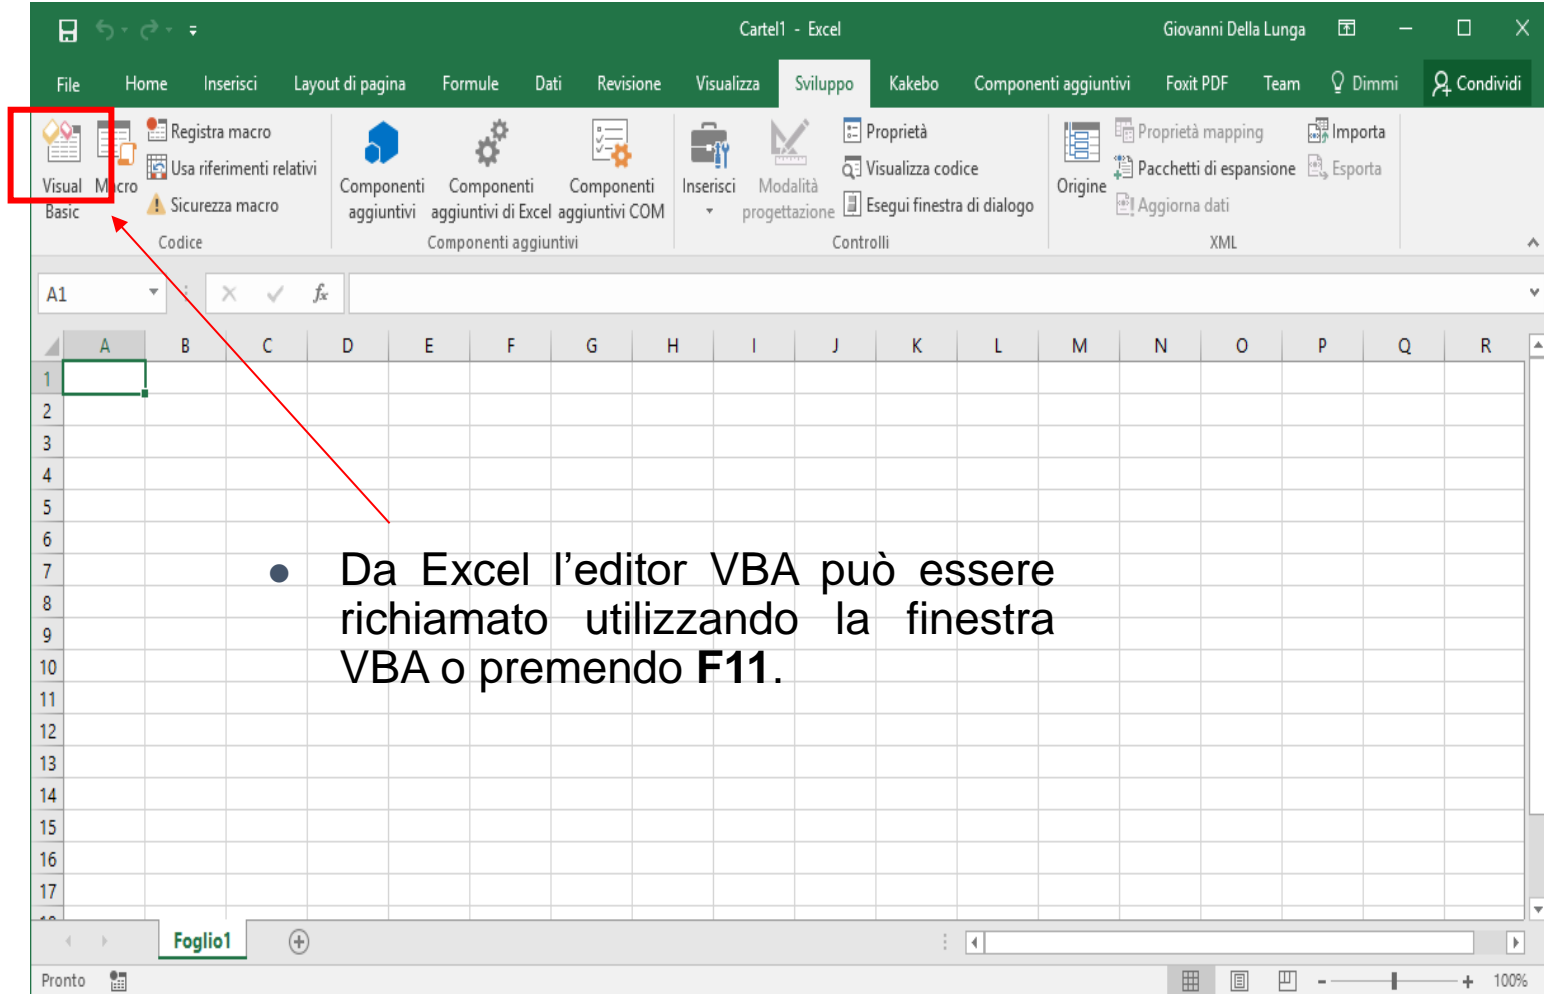 Cartel1 - Excel
Giovanni Della Lunga
File Home Inserisci Layout di pagina Formule Dati Revisione Visualizza Sviluppo Kakebo Componenti aggiuntivi Foxit PDF Team Dimmi Condividi
Visual
Basic
Macro
Registra macro
Usa riferimenti relativi
Sicurezza macro
Codice
Componenti
aggiuntivi
Componenti
aggiuntivi di Excel
Componenti
aggiuntivi COM
Componenti aggiuntivi
Inserisci
Modalità
progettazione
Proprietà
Visualizza codice
Esegui finestra di dialogo
Controlli
Origine
Proprietà mapping
Pacchetti di espansione
Aggiorna dati
Importa
Esporta
XML
A1
fx
A B C D E F G H I J K L M N O P Q R
1
2
3
4
5
6
7
8
9
10
11
12
13
14
15
16
17
• Da Excel l’editor VBA può essere
richiamato utilizzando la finestra
VBA o premendo F11.
Foglio1
Pronto
100%